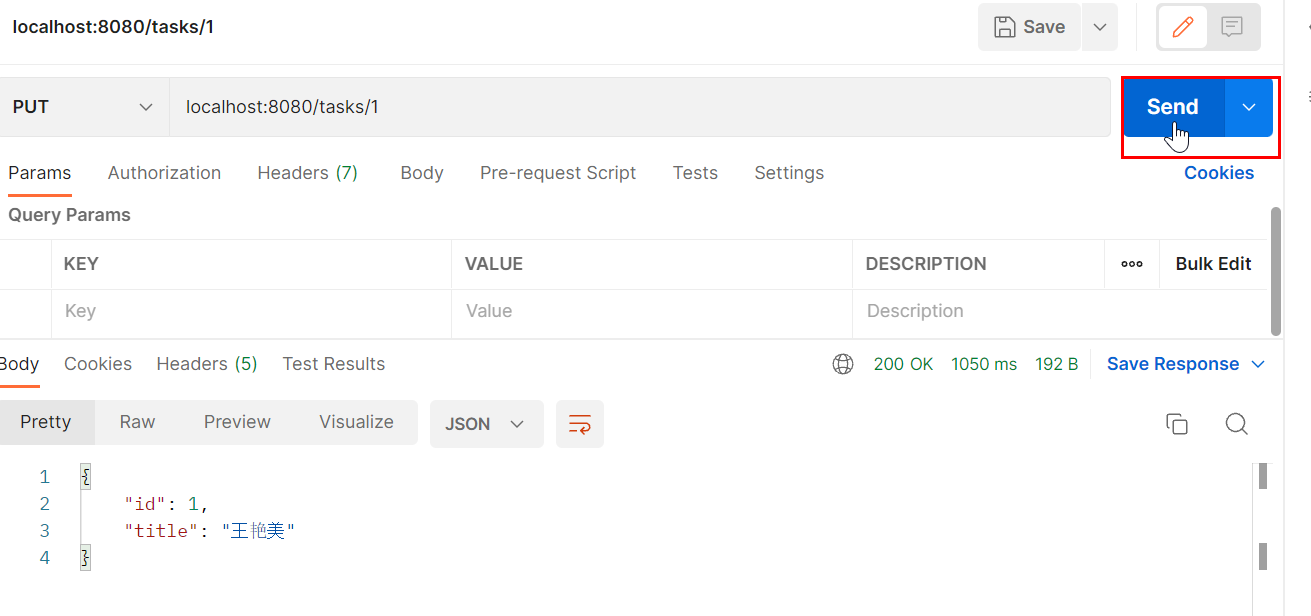 localhost:8080/tasks/1
Save
PUT localhost:8080/tasks/1 Send
Params Authorization Headers (7) Body Pre-request Script Tests Settings Cookies
Query Params
KEY VALUE DESCRIPTION Bulk Edit
Key Value Description
Body Cookies Headers (5) Test Results 200 OK 1050 ms 192 B Save Response
Pretty Raw Preview Visualize JSON
1 {
2 "id": 1,
3 "title": "王艳美"
4 }